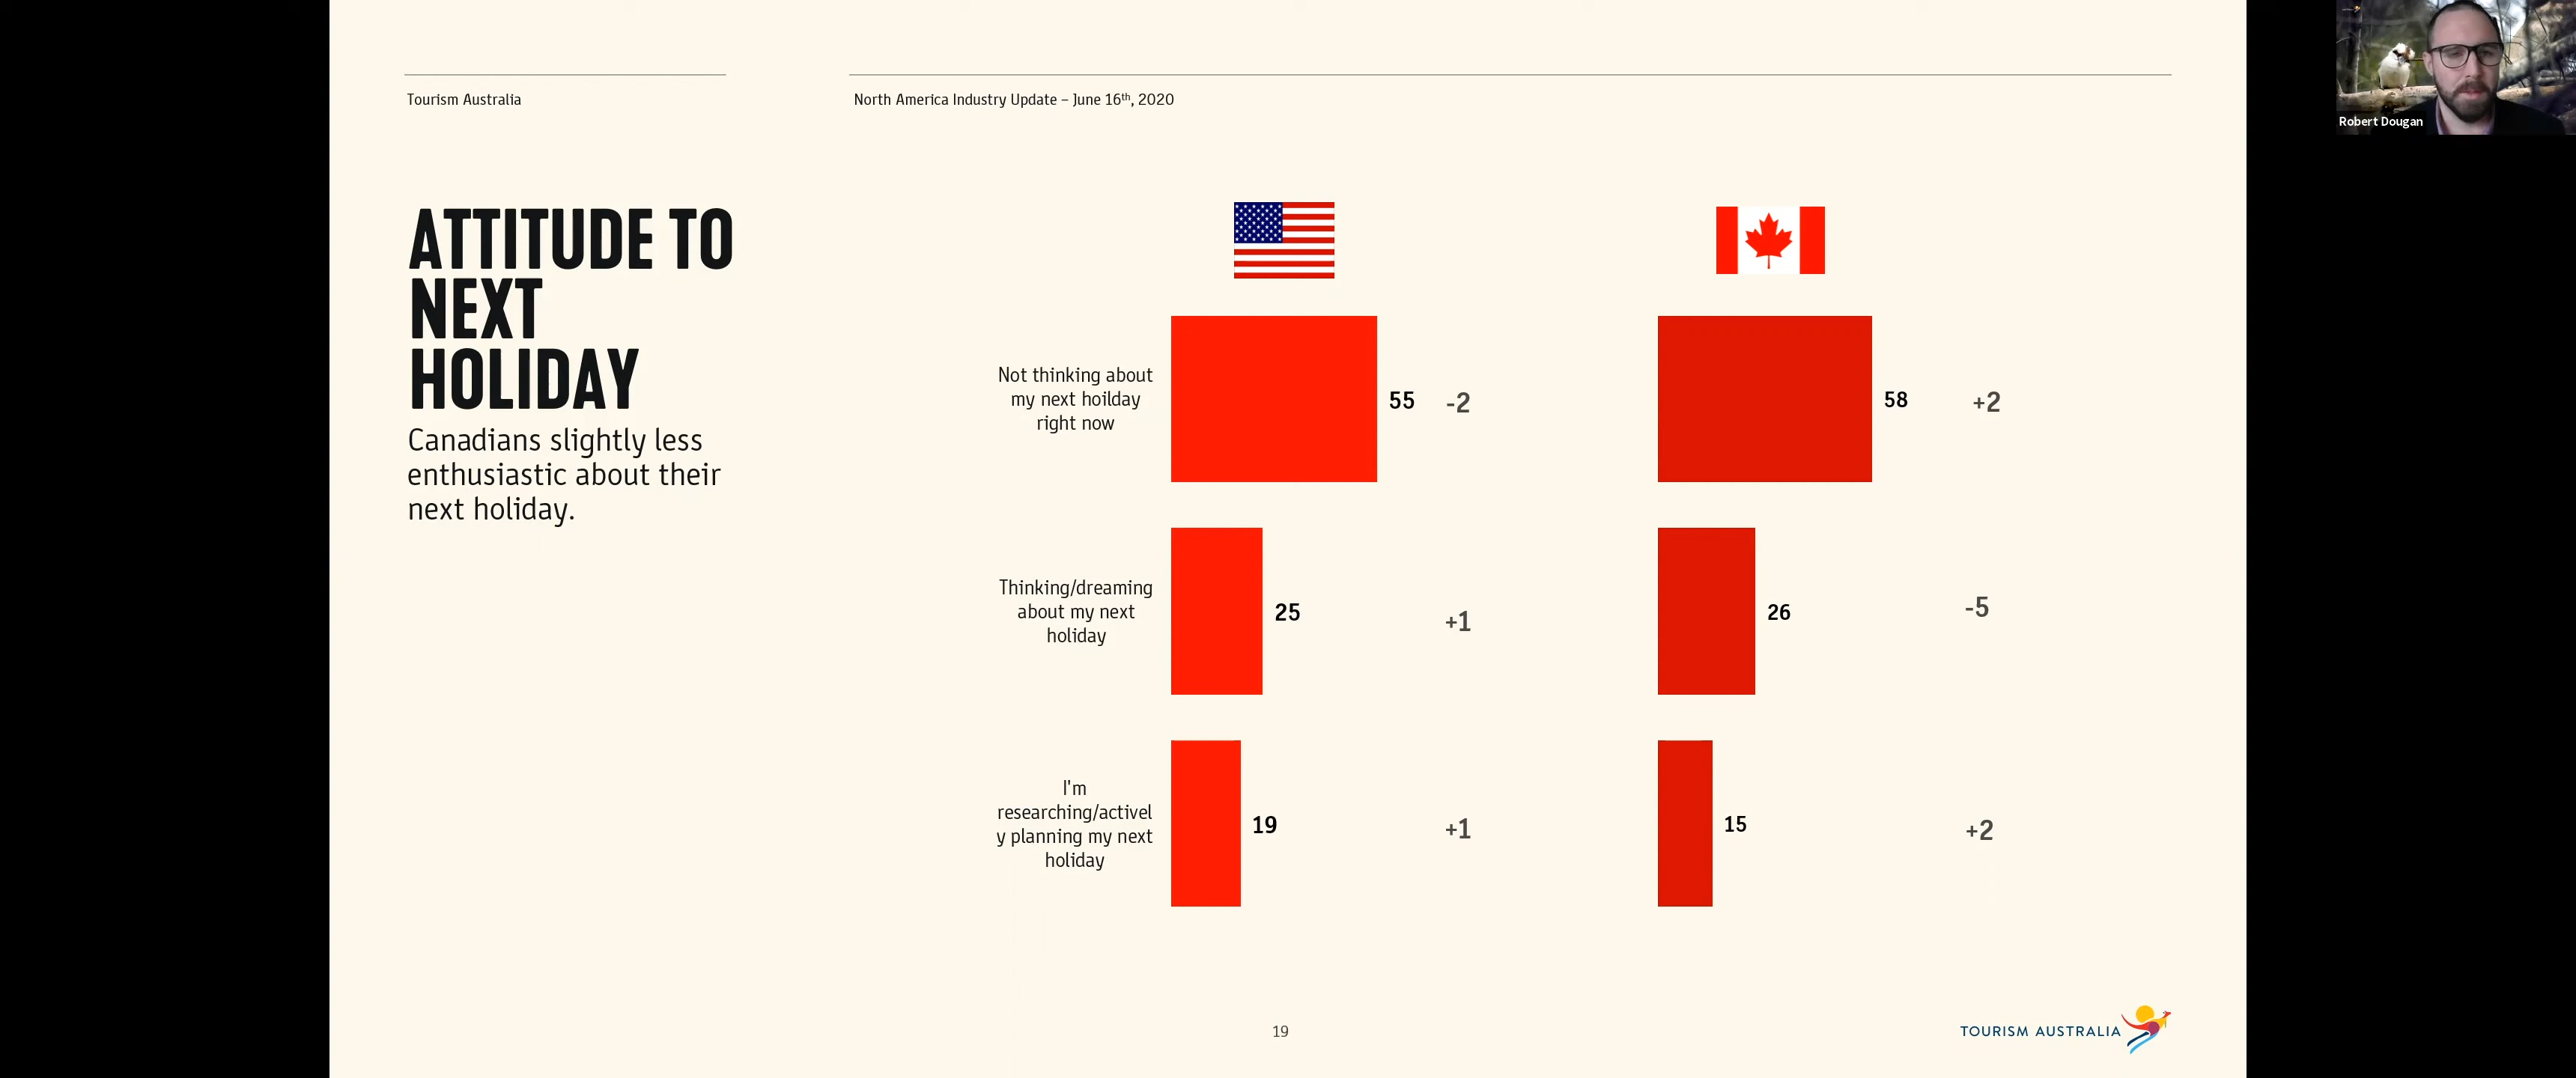 Tourism Australia
North America Industry Update – June 16th, 2020
Robert Dougan
ATTITUDE TO
NEXT
HOLIDAY
Canadians slightly less
enthusiastic about their
next holiday.
Not thinking about
my next hoilday
right now
55 -2
58 +2
Thinking/dreaming
about my next
holiday
25 +1
26 -5
I'm
researching/activel
y planning my next
holiday
19 +1
15 +2
19
TOURISM AUSTRALIA